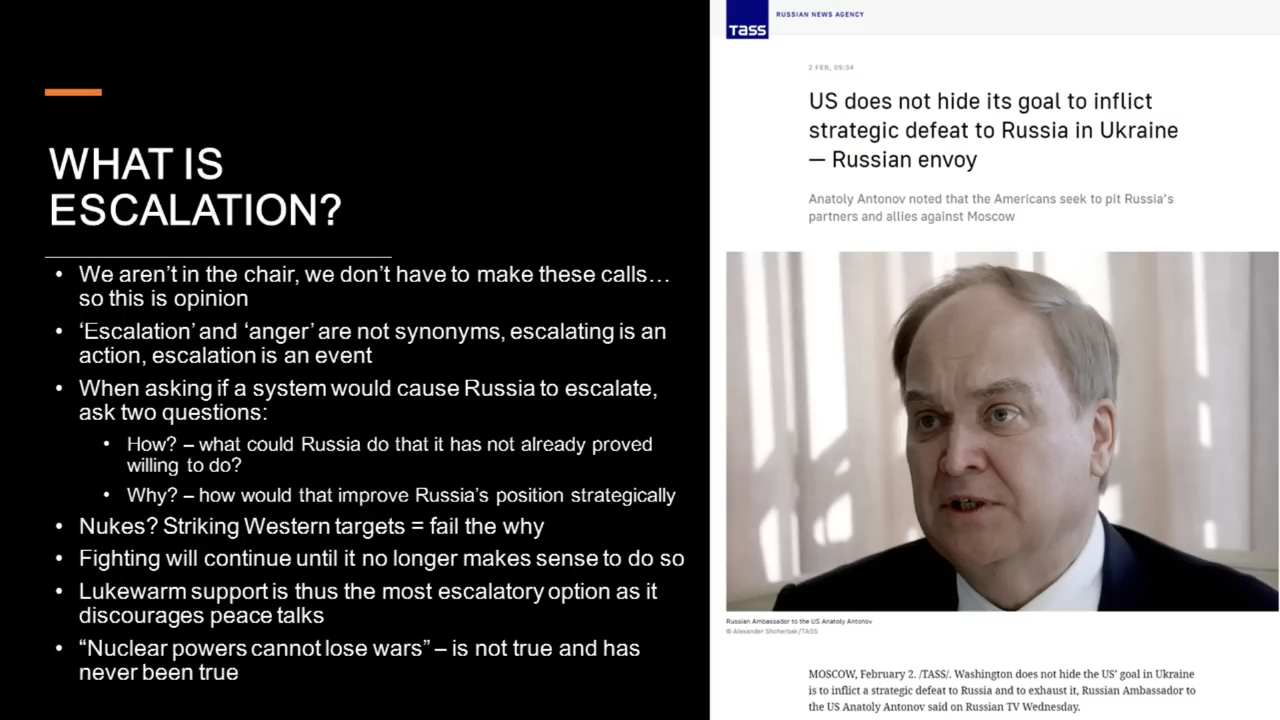 WHAT IS
ESCALATION?
• We aren't in the chair, we don't have to make these calls…
so this is opinion
• 'Escalation' and 'anger' are not synonyms, escalating is an
action, escalation is an event
• When asking if a system would cause Russia to escalate,
ask two questions:
• How? – what could Russia do that it has not already proved
willing to do?
• Why? – how would that improve Russia's position strategically
• Nukes? Striking Western targets = fail the why
• Fighting will continue until it no longer makes sense to do so
• Lukewarm support is thus the most escalatory option as it
discourages peace talks
• “Nuclear powers cannot lose wars” – is not true and has
never been true
TASS
RUSSIAN NEWS AGENCY
2 FEB, 09:34
US does not hide its goal to inflict
strategic defeat to Russia in Ukraine
— Russian envoy
Anatoly Antonov noted that the Americans seek to pit Russia's
partners and allies against Moscow
Russian Ambassador to the US Anatoly Antonov
© Alexander Shcherbak/TASS
MOSCOW, February 2. /TASS/. Washington does not hide the US' goal in Ukraine
is to inflict a strategic defeat to Russia and to exhaust it, Russian Ambassador to
the US Anatoly Antonov said on Russian TV Wednesday.